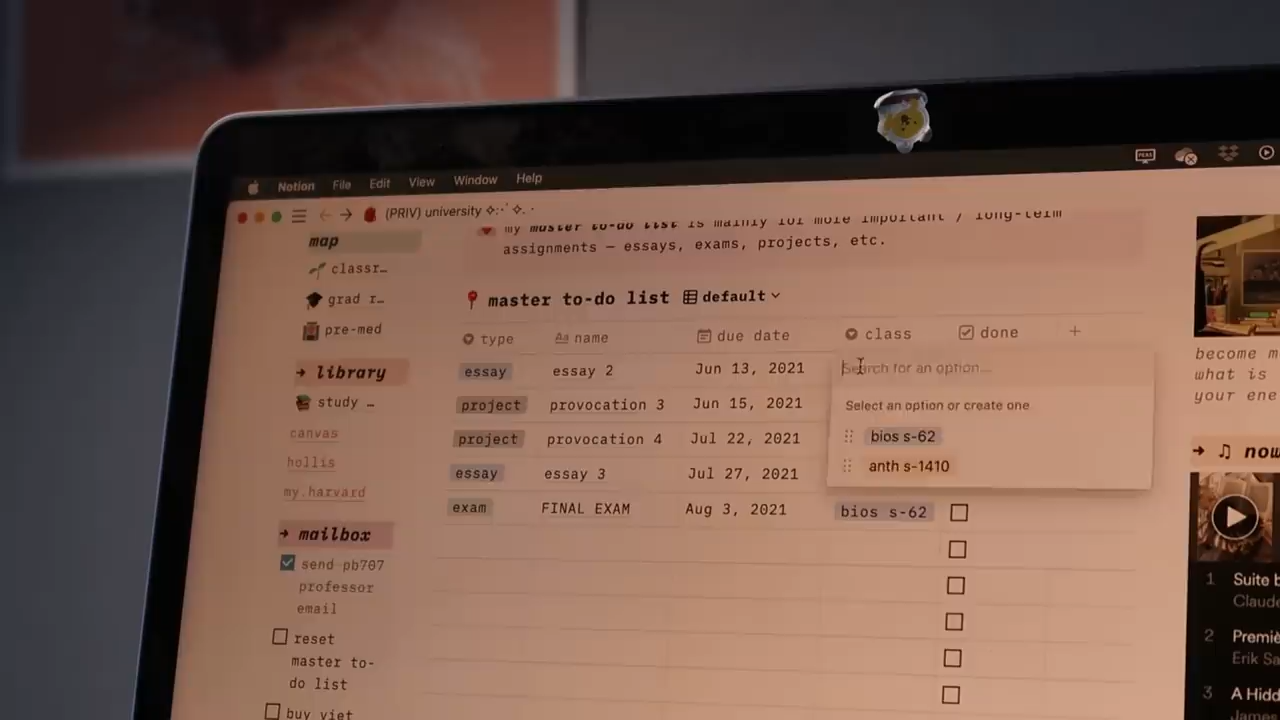 Notion File Edit View Window Help
(PRIV) university
my master to-do list is mainly for more important / long-term
assignments — essays, exams, projects, etc.
map
classr…
grad r…
pre-med
→ library
study …
canvas
hollis
my.harvard
→ mailbox
send pb707
professor
email
reset
master to-
do list
buy viet
master to-do list default
type Aa name due date class done +
essay essay 2 Jun 13, 2021
project provocation 3 Jun 15, 2021
project provocation 4 Jul 22, 2021
essay essay 3 Jul 27, 2021
exam FINAL EXAM Aug 3, 2021 bios s-62
Search for an option...
Select an option or create one
bios s-62
anth s-1410
become m
what is
your ene
→ ♫ now
1 Suite b
Claude
2 Premiè
Erik Sa
3 A Hidd
James